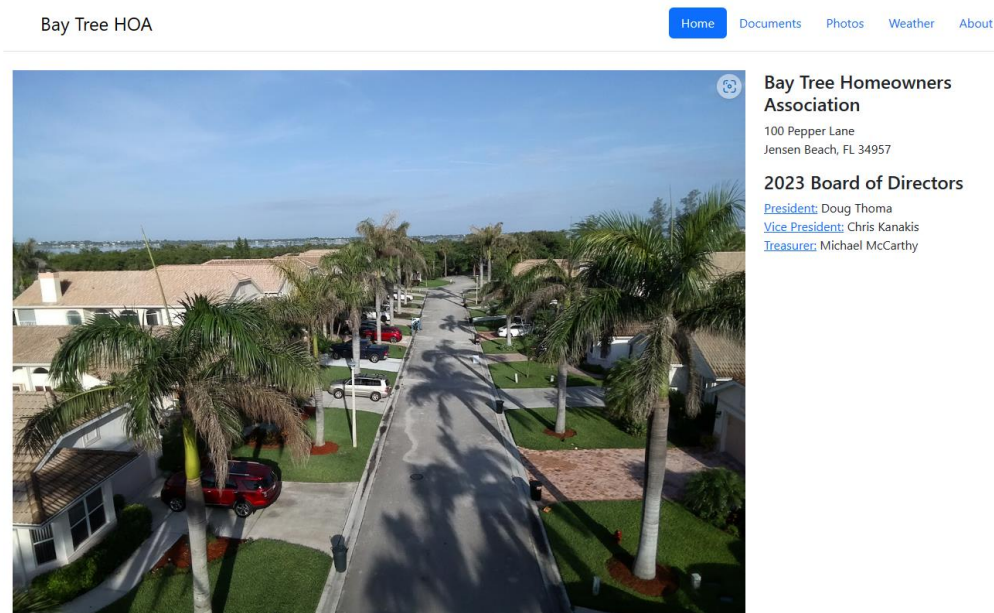 Bay Tree HOA
Home Documents Photos Weather About
Bay Tree Homeowners
Association
100 Pepper Lane
Jensen Beach, FL 34957
2023 Board of Directors
President: Doug Thoma
Vice President: Chris Kanakis
Treasurer: Michael McCarthy